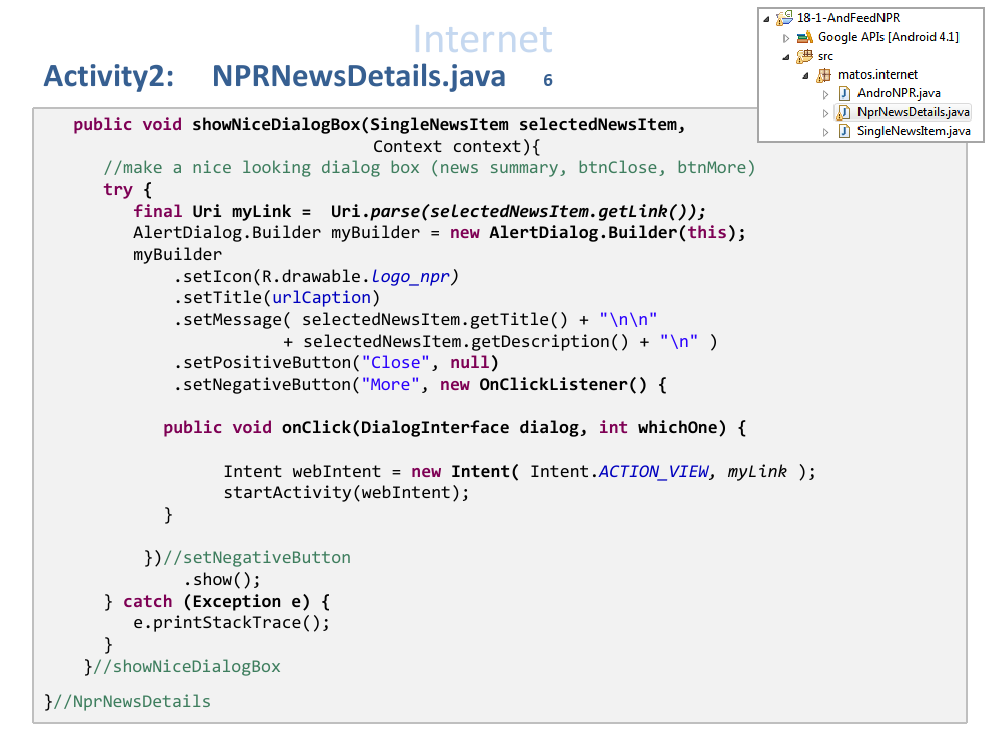 Internet
Activity2: NPRNewsDetails.java 6
18-1-AndFeedNPR
Google APIs [Android 4.1]
src
matos.internet
AndroNPR.java
NprNewsDetails.java
SingleNewsItem.java
public void showNiceDialogBox(SingleNewsItem selectedNewsItem,
Context context){
//make a nice looking dialog box (news summary, btnClose, btnMore)
try {
final Uri myLink = Uri.parse(selectedNewsItem.getLink());
AlertDialog.Builder myBuilder = new AlertDialog.Builder(this);
myBuilder
.setIcon(R.drawable.logo_npr)
.setTitle(urlCaption)
.setMessage( selectedNewsItem.getTitle() + "\n\n"
+ selectedNewsItem.getDescription() + "\n" )
.setPositiveButton("Close", null)
.setNegativeButton("More", new OnClickListener() {
public void onClick(DialogInterface dialog, int whichOne) {
Intent webIntent = new Intent( Intent.ACTION_VIEW, myLink );
startActivity(webIntent);
}
})//setNegativeButton
.show();
} catch (Exception e) {
e.printStackTrace();
}
}//showNiceDialogBox
}//NprNewsDetails